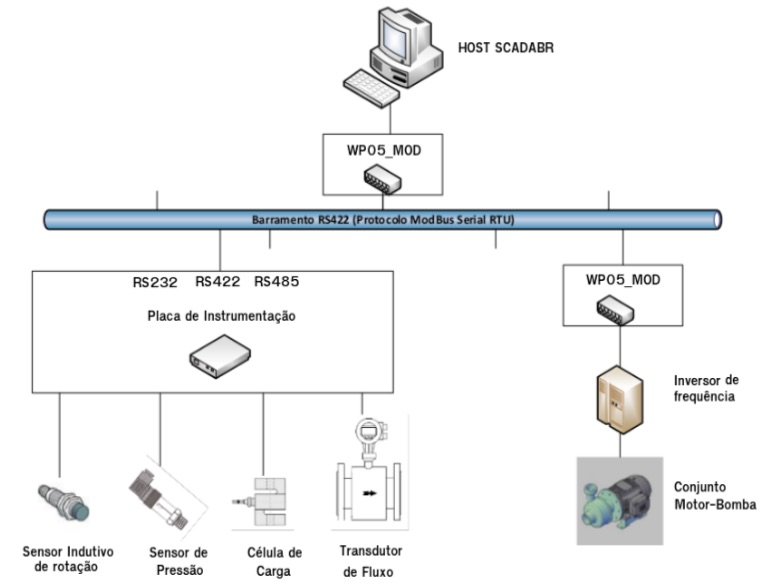 HOST SCADABR
WP05_MOD
Barramento RS422 (Protocolo ModBus Serial RTU)
RS232 RS422 RS485
Placa de Instrumentação
WP05_MOD
Inversor de
frequência
Conjunto
Motor-Bomba
Sensor Indutivo
de rotação
Sensor de
Pressão
Célula de
Carga
Transdutor
de Fluxo